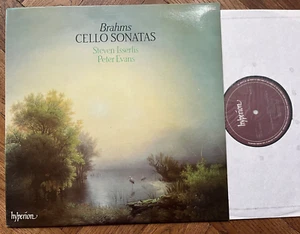 Brahms
CELLO SONATAS
Steven Isserlis
Peter Evans
hyperion
hyperion